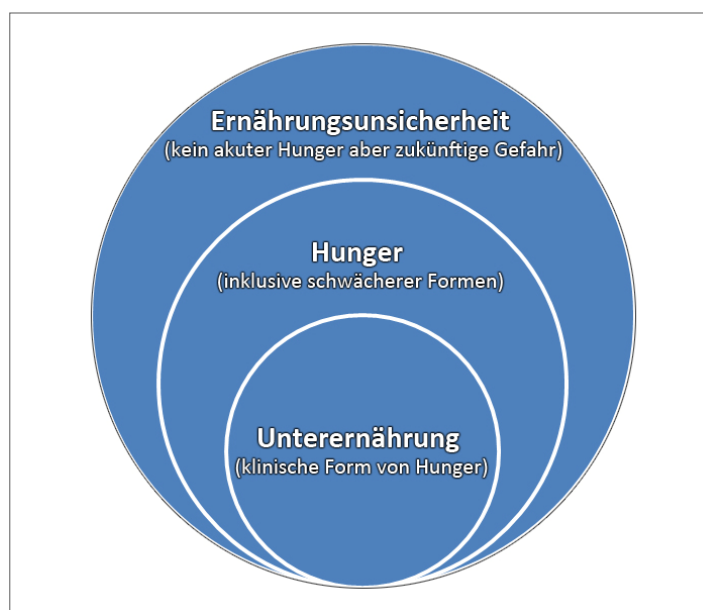 Ernährungsunsicherheit
(kein akuter Hunger aber zukünftige Gefahr)
Hunger
(inklusive schwächerer Formen)
Unterernährung
(klinische Form von Hunger)